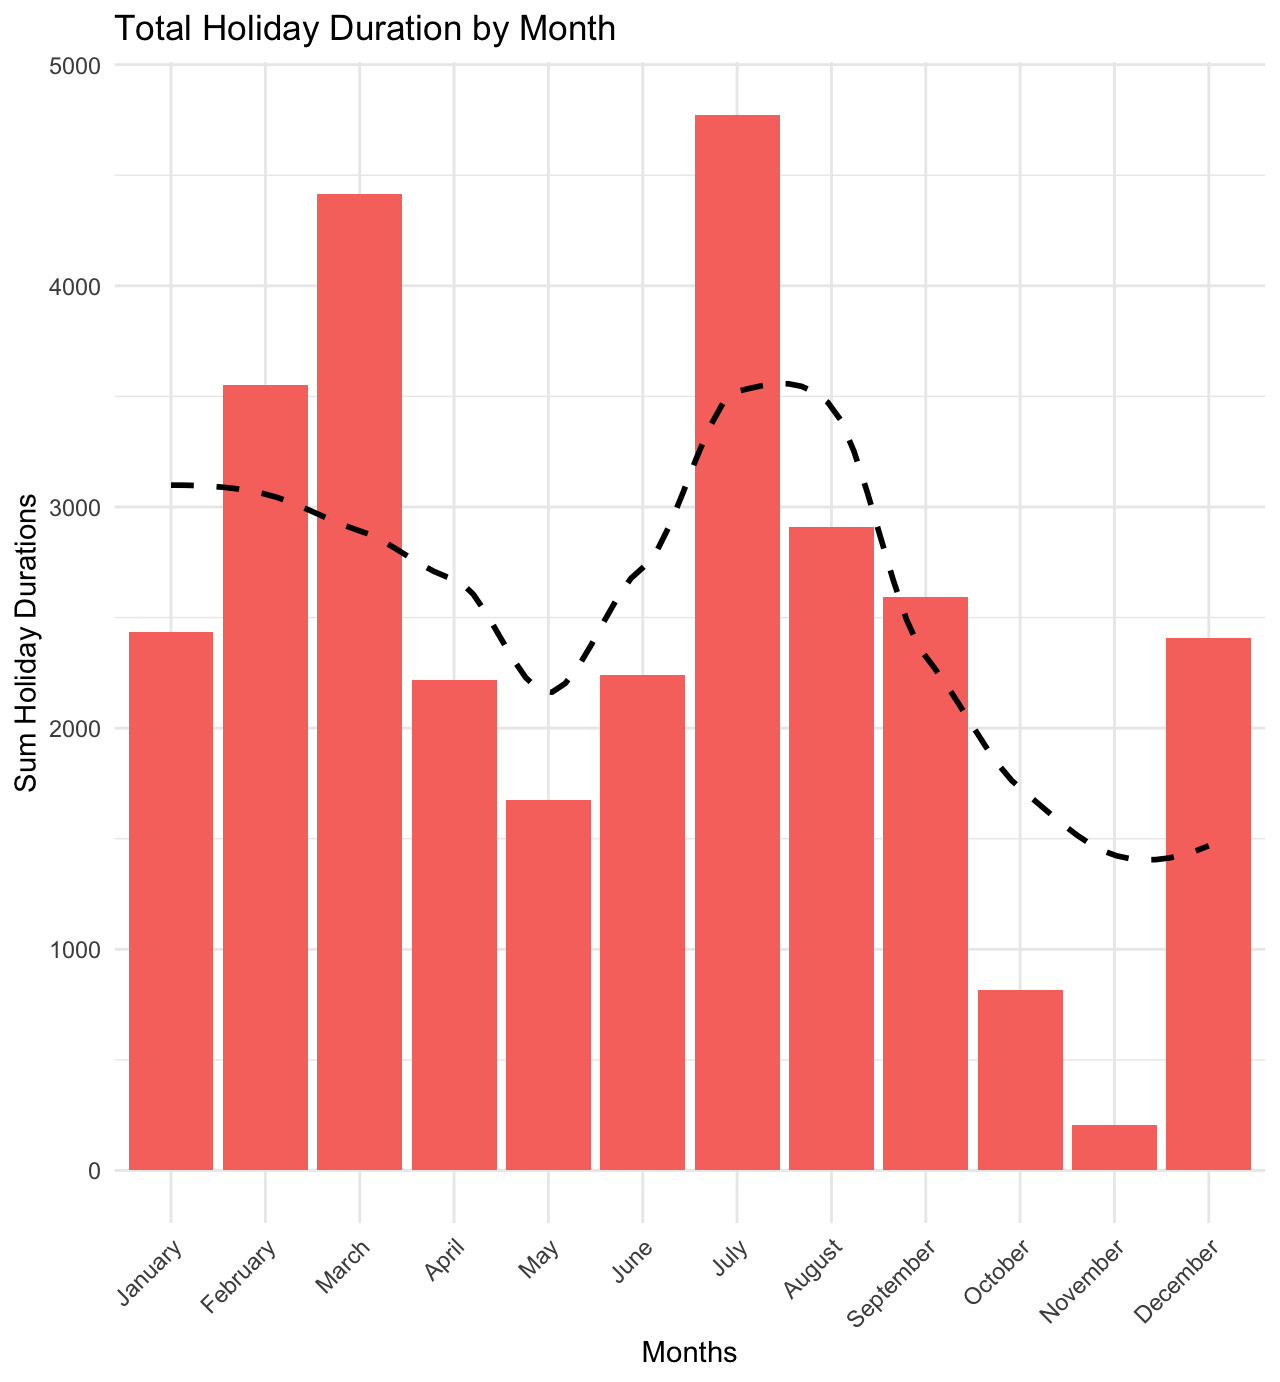 Total Holiday Duration by Month
5000
4000
3000
2000
1000
0
Sum Holiday Durations
January
February
March
April
May
June
July
August
September
October
November
December
Months